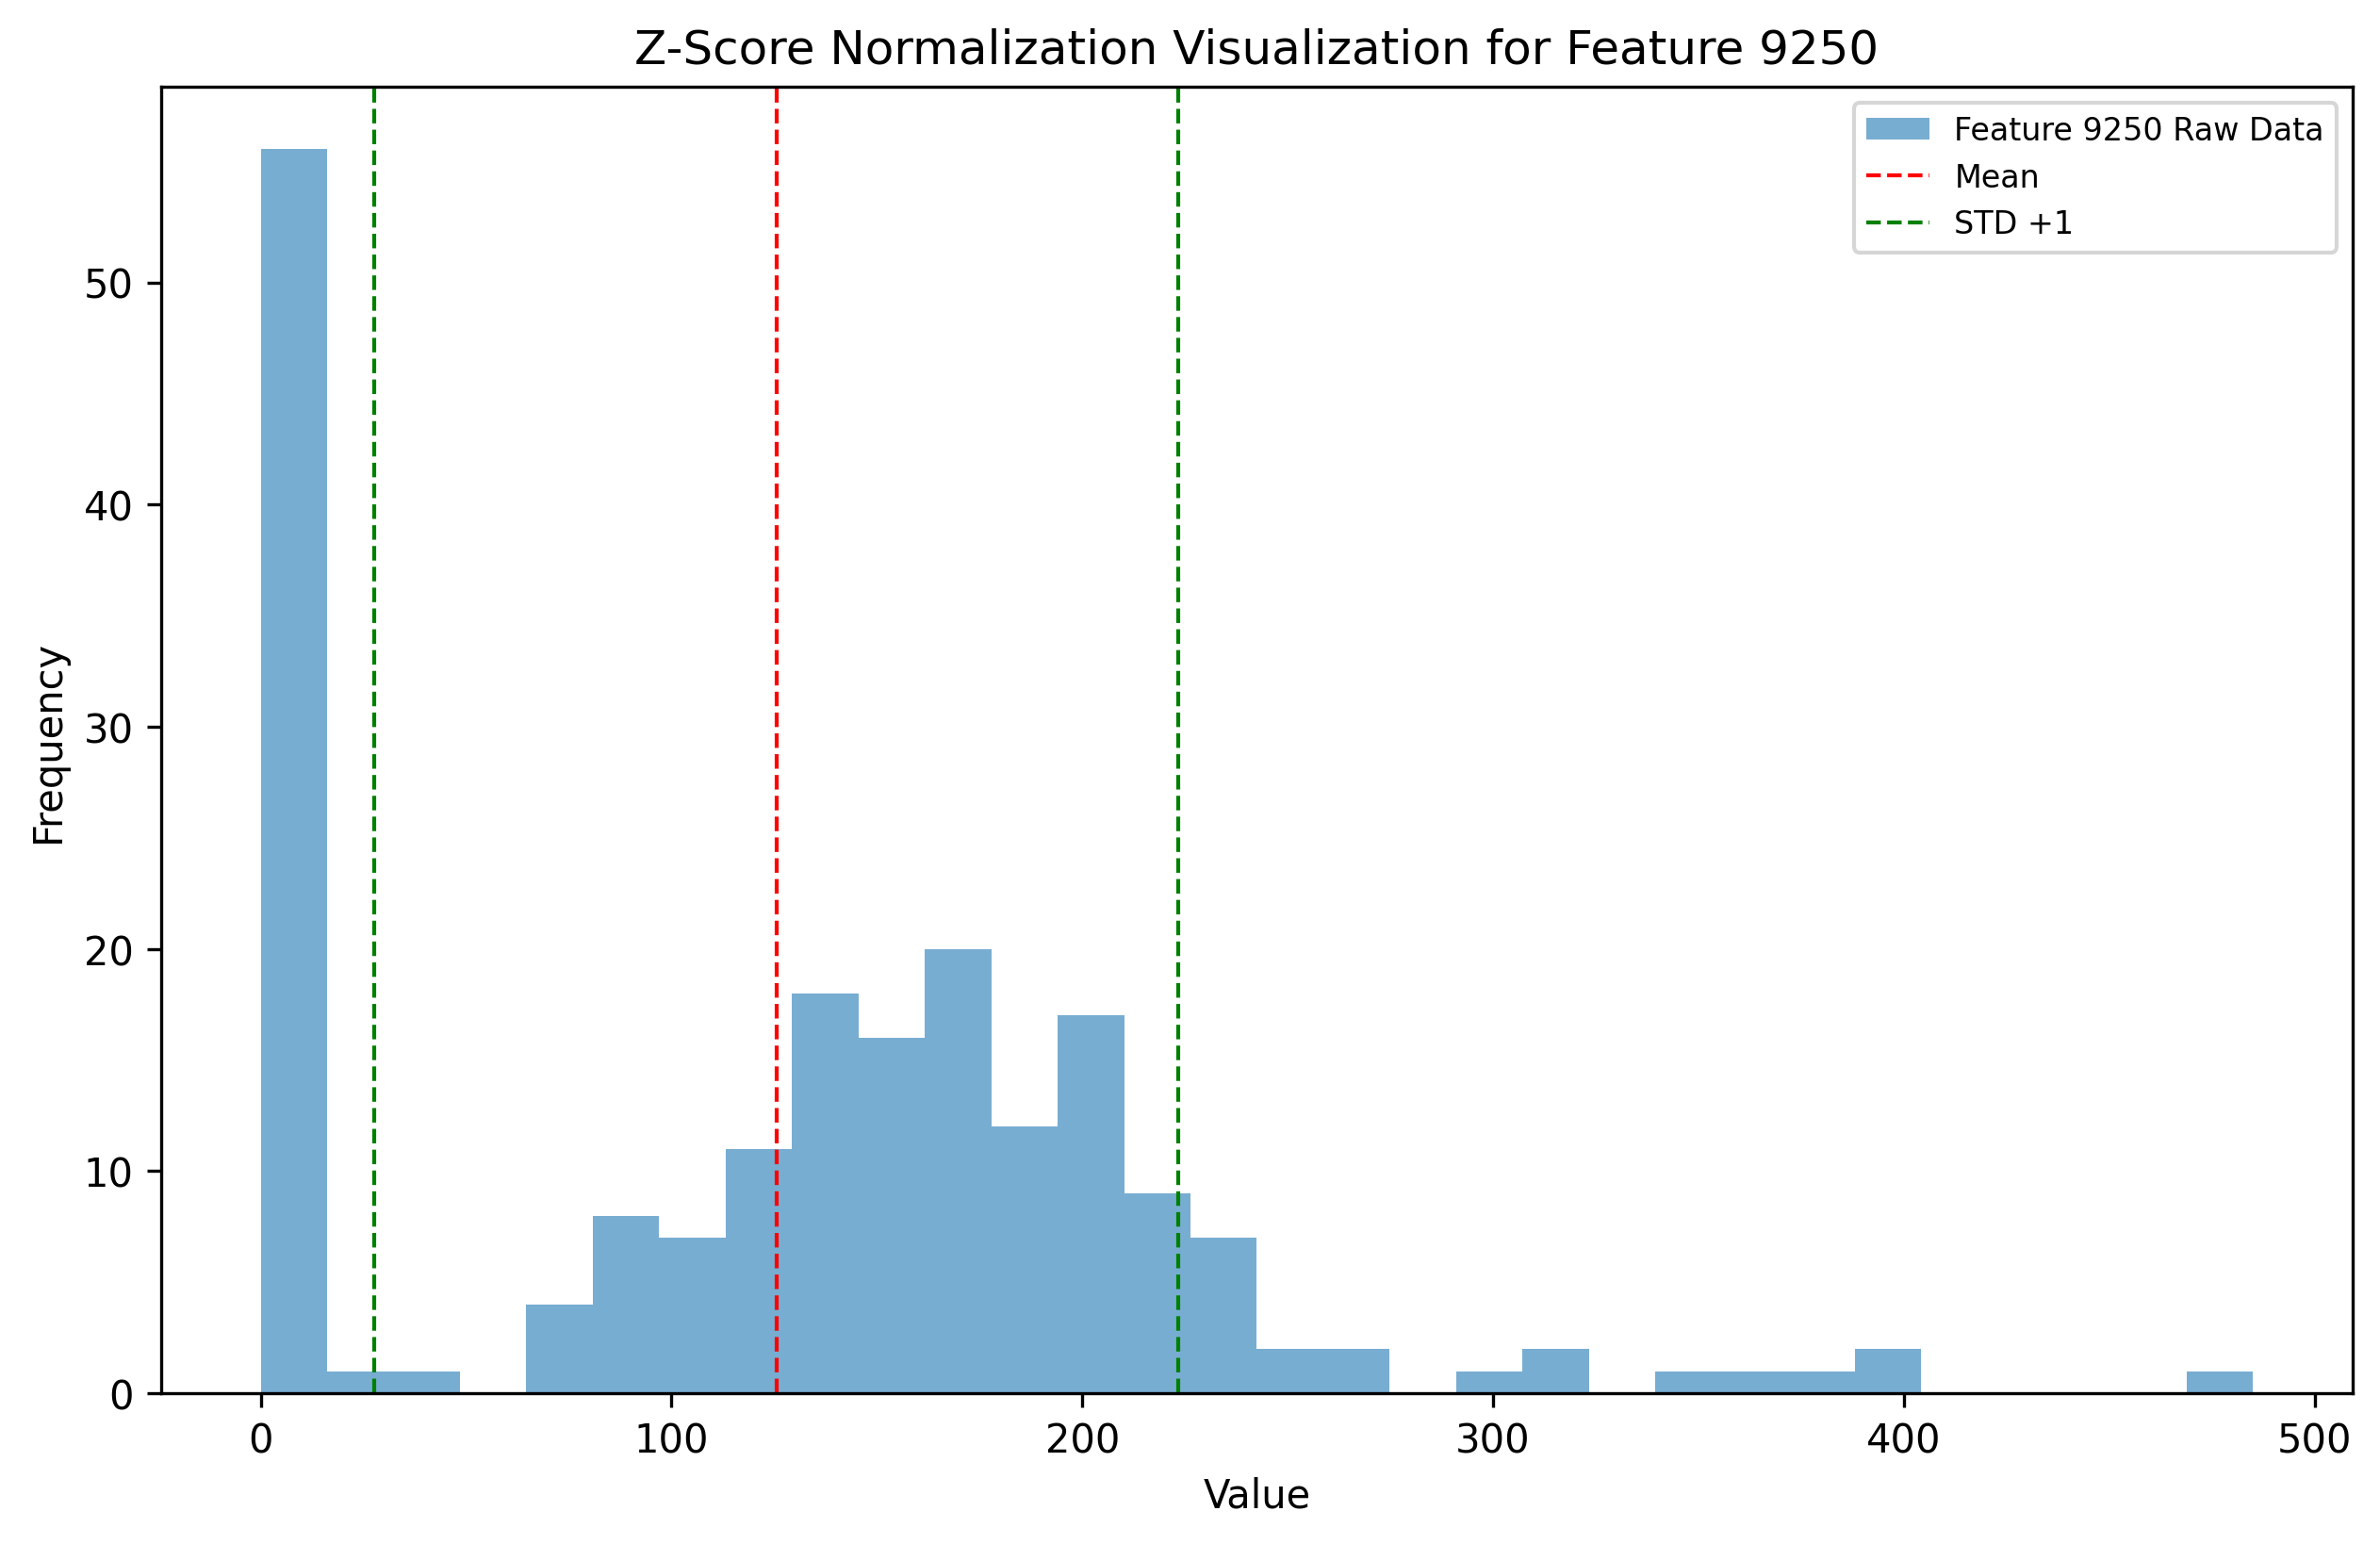 Z-Score Normalization Visualization for Feature 9250
Feature 9250 Raw Data
Mean
STD +1
50
40
30
20
10
0
Frequency
0 100 200 300 400 500
Value